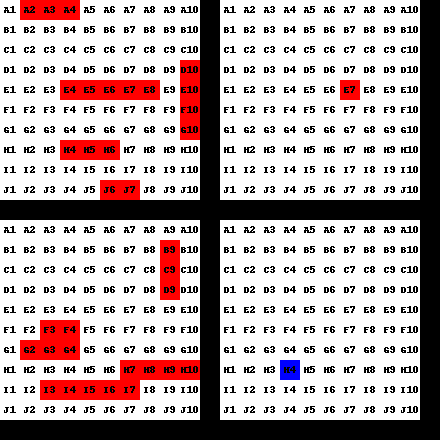 A1 A2 A3 A4 A5 A6 A7 A8 A9 A10
B1 B2 B3 B4 B5 B6 B7 B8 B9 B10
C1 C2 C3 C4 C5 C6 C7 C8 C9 C10
D1 D2 D3 D4 D5 D6 D7 D8 D9 D10
E1 E2 E3 E4 E5 E6 E7 E8 E9 E10
F1 F2 F3 F4 F5 F6 F7 F8 F9 F10
G1 G2 G3 G4 G5 G6 G7 G8 G9 G10
H1 H2 H3 H4 H5 H6 H7 H8 H9 H10
I1 I2 I3 I4 I5 I6 I7 I8 I9 I10
J1 J2 J3 J4 J5 J6 J7 J8 J9 J10
A1 A2 A3 A4 A5 A6 A7 A8 A9 A10
B1 B2 B3 B4 B5 B6 B7 B8 B9 B10
C1 C2 C3 C4 C5 C6 C7 C8 C9 C10
D1 D2 D3 D4 D5 D6 D7 D8 D9 D10
E1 E2 E3 E4 E5 E6 E7 E8 E9 E10
F1 F2 F3 F4 F5 F6 F7 F8 F9 F10
G1 G2 G3 G4 G5 G6 G7 G8 G9 G10
H1 H2 H3 H4 H5 H6 H7 H8 H9 H10
I1 I2 I3 I4 I5 I6 I7 I8 I9 I10
J1 J2 J3 J4 J5 J6 J7 J8 J9 J10
A1 A2 A3 A4 A5 A6 A7 A8 A9 A10
B1 B2 B3 B4 B5 B6 B7 B8 B9 B10
C1 C2 C3 C4 C5 C6 C7 C8 C9 C10
D1 D2 D3 D4 D5 D6 D7 D8 D9 D10
E1 E2 E3 E4 E5 E6 E7 E8 E9 E10
F1 F2 F3 F4 F5 F6 F7 F8 F9 F10
G1 G2 G3 G4 G5 G6 G7 G8 G9 G10
H1 H2 H3 H4 H5 H6 H7 H8 H9 H10
I1 I2 I3 I4 I5 I6 I7 I8 I9 I10
J1 J2 J3 J4 J5 J6 J7 J8 J9 J10
A1 A2 A3 A4 A5 A6 A7 A8 A9 A10
B1 B2 B3 B4 B5 B6 B7 B8 B9 B10
C1 C2 C3 C4 C5 C6 C7 C8 C9 C10
D1 D2 D3 D4 D5 D6 D7 D8 D9 D10
E1 E2 E3 E4 E5 E6 E7 E8 E9 E10
F1 F2 F3 F4 F5 F6 F7 F8 F9 F10
G1 G2 G3 G4 G5 G6 G7 G8 G9 G10
H1 H2 H3 H4 H5 H6 H7 H8 H9 H10
I1 I2 I3 I4 I5 I6 I7 I8 I9 I10
J1 J2 J3 J4 J5 J6 J7 J8 J9 J10